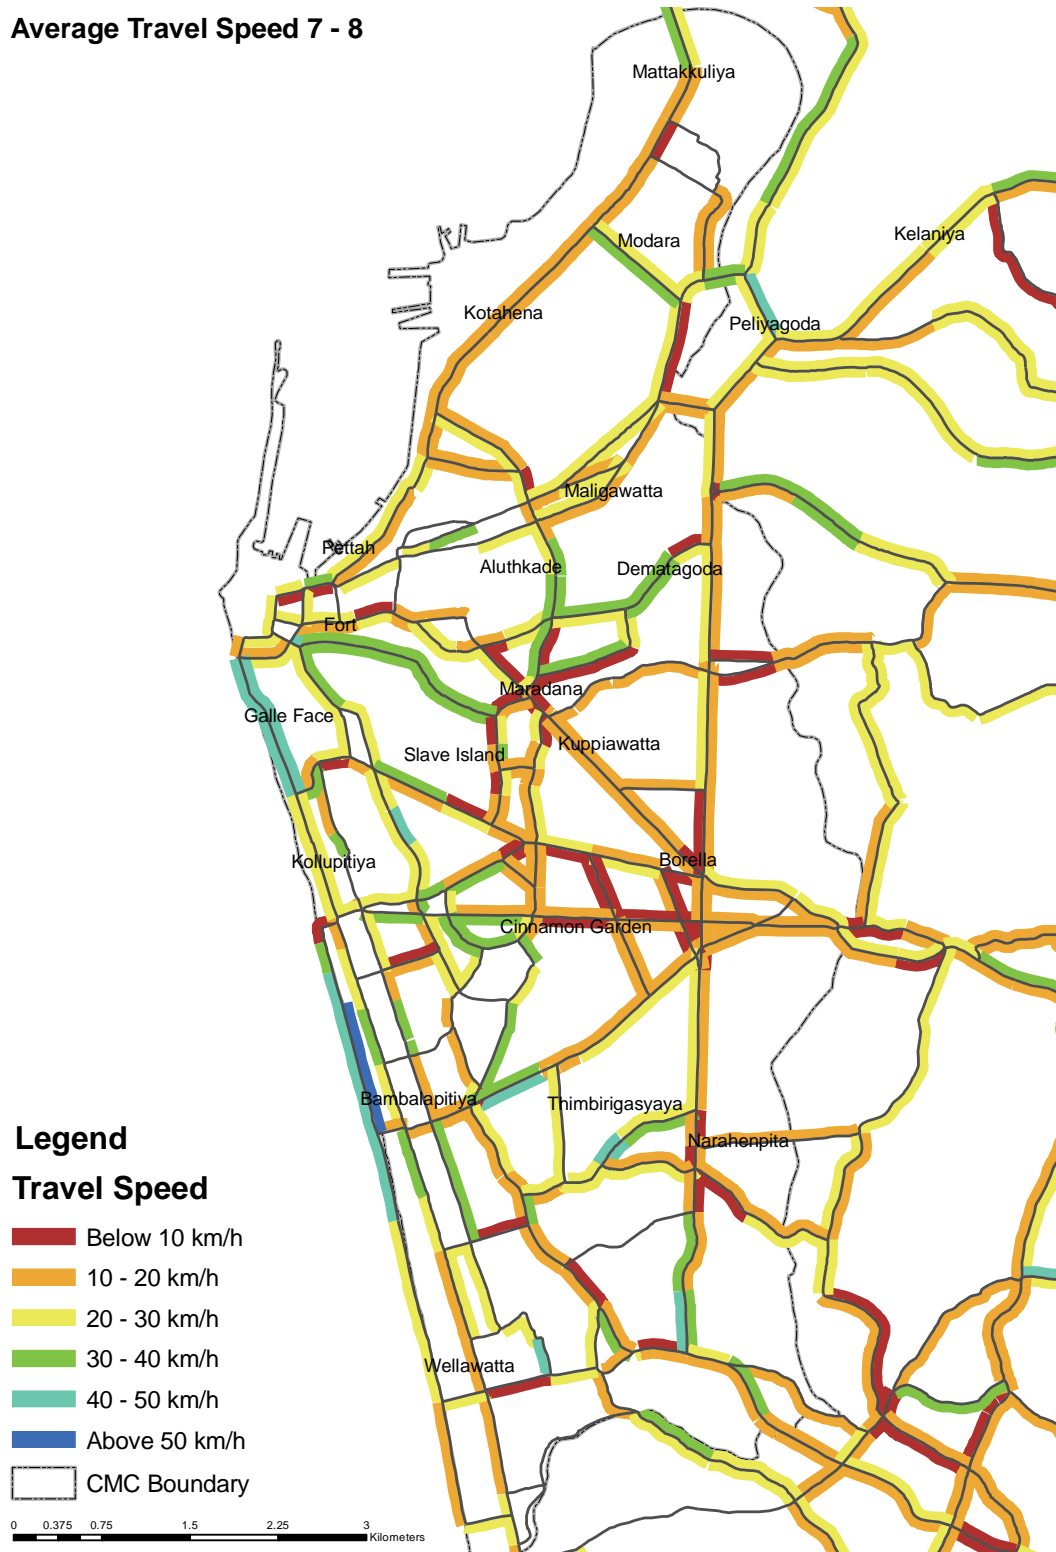 Average Travel Speed 7 - 8
Mattakkuliya
Modara
Kelaniya
Kotahena
Peliyagoda
Maligawatta
Pettah
Aluthkade
Dematagoda
Fort
Maradana
Galle Face
Slave Island
Kuppiawatta
Kollupitiya
Borella
Cinnamon Garden
Bambalapitiya
Thimbirigasyaya
Narahenpita
Wellawatta
Legend
Travel Speed
Below 10 km/h
10 - 20 km/h
20 - 30 km/h
30 - 40 km/h
40 - 50 km/h
Above 50 km/h
CMC Boundary
0 0.375 0.75 1.5 2.25 3
Kilometers